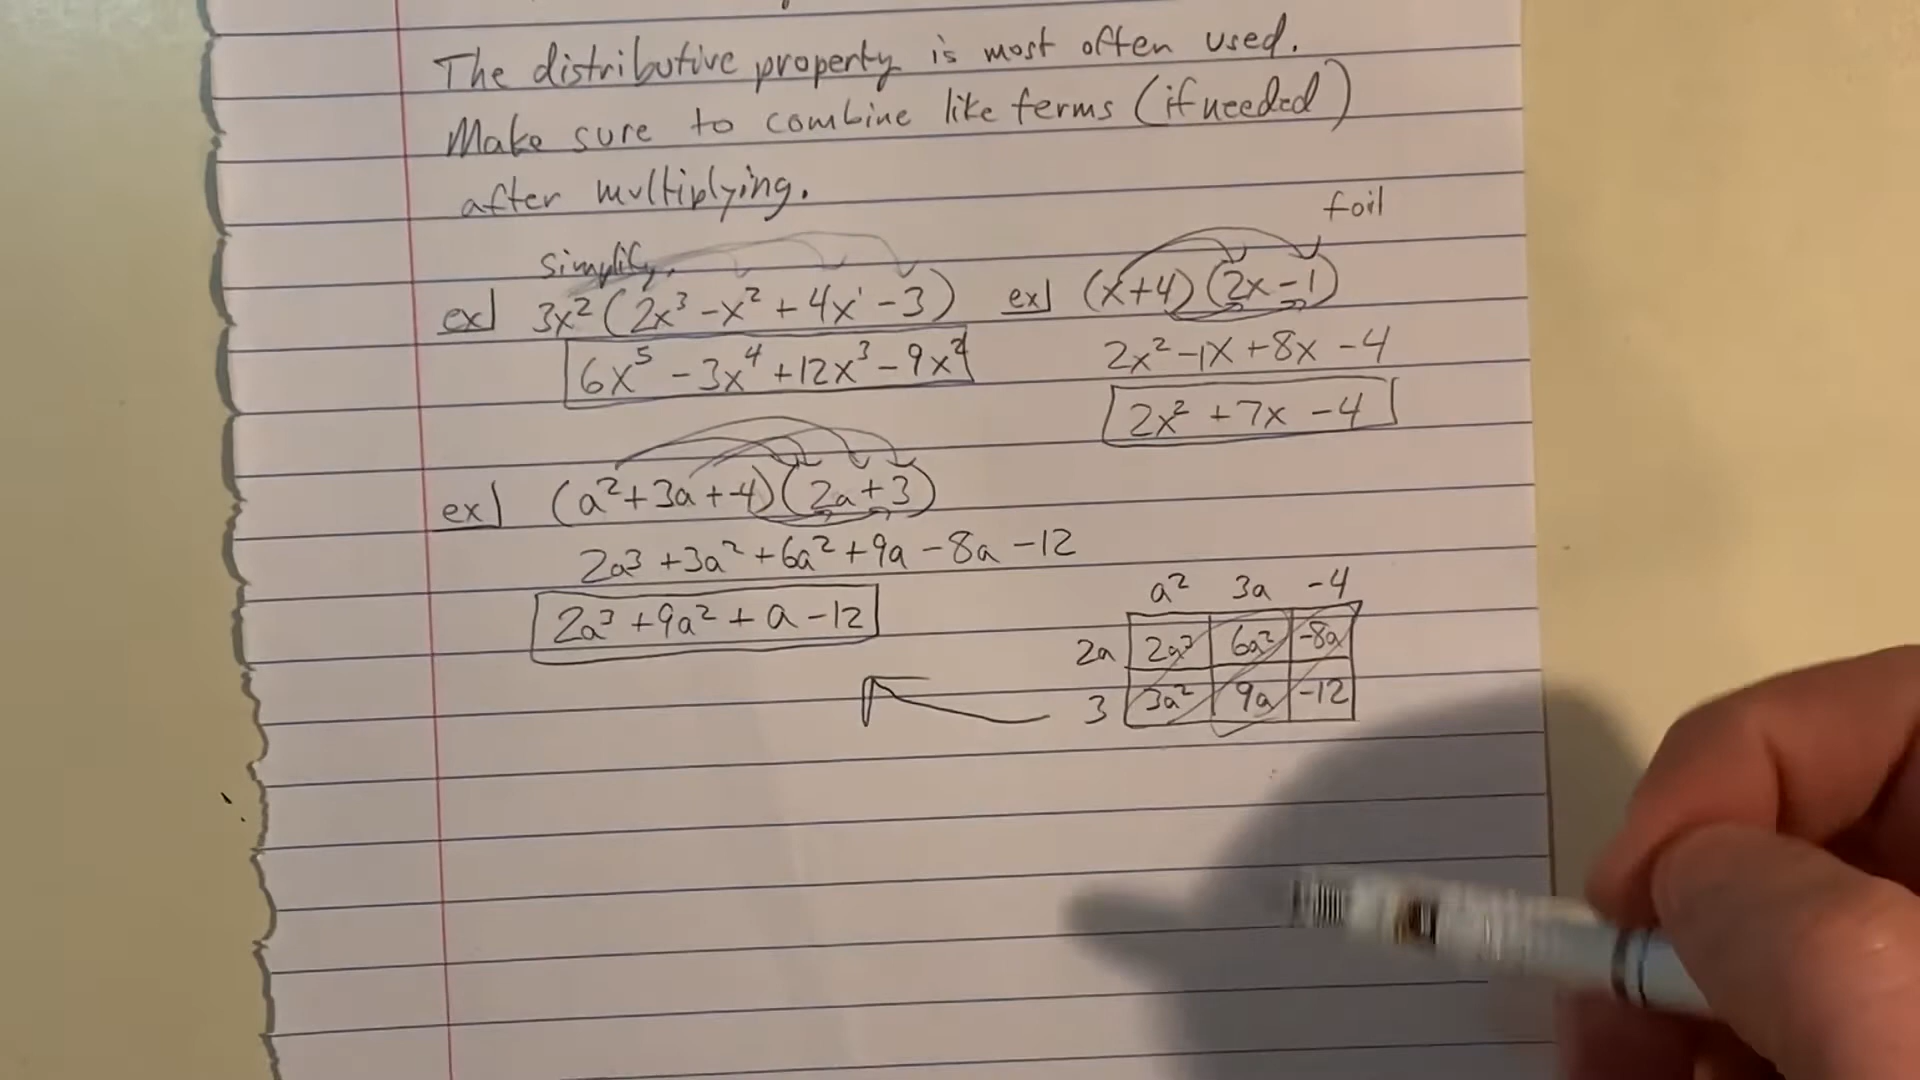 The distributive property is most often used.
Make sure to combine like terms (if needed)
after multiplying.
foil
simplify.
ex] 3x²(2x³ - x² + 4x¹ - 3)
6x⁵ - 3x⁴ + 12x³ - 9x²
ex] (x+4)(2x-1)
2x² - 1x + 8x - 4
2x² + 7x - 4
ex] (a² + 3a + -4)(2a + 3)
2a³ + 3a² + 6a² + 9a - 8a - 12
2a³ + 9a² + a - 12
a² 3a -4
2a 2a³ 6a² -8a
3 3a² 9a -12